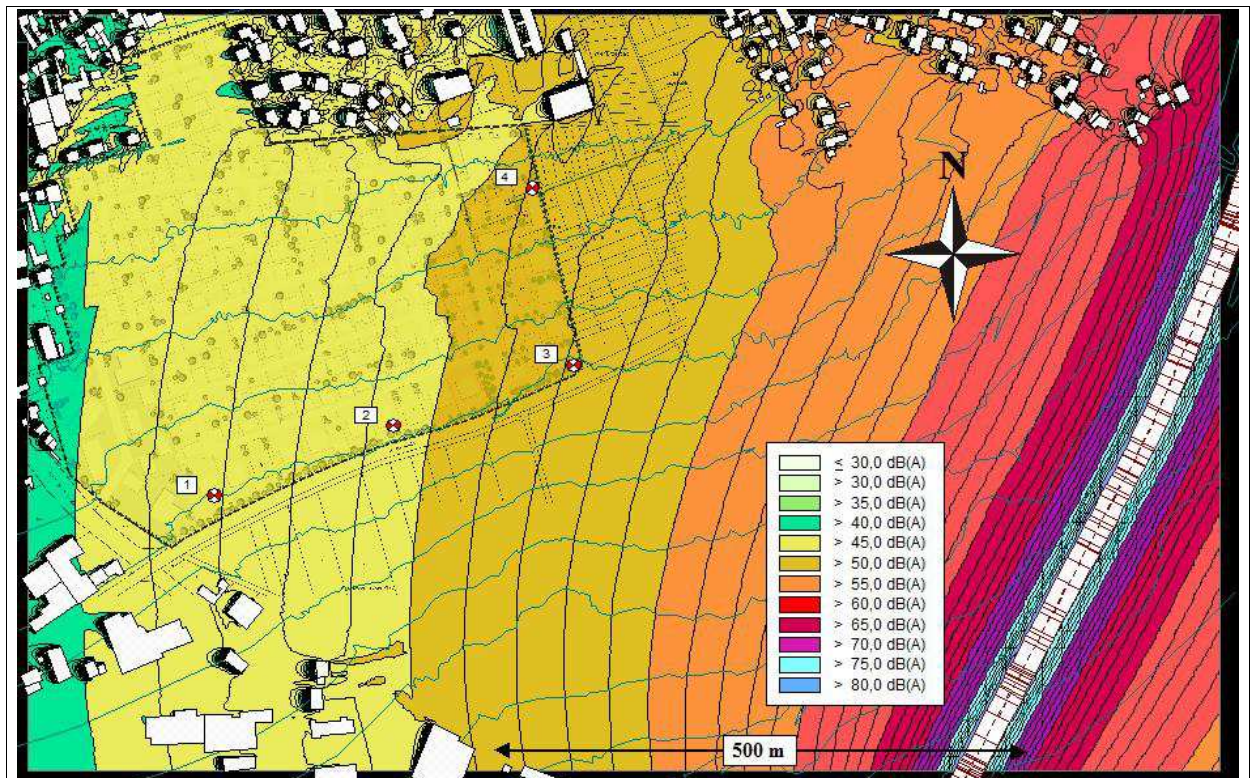 N
4
3
2
1
≤ 30,0 dB(A)
> 30,0 dB(A)
> 35,0 dB(A)
> 40,0 dB(A)
> 45,0 dB(A)
> 50,0 dB(A)
> 55,0 dB(A)
> 60,0 dB(A)
> 65,0 dB(A)
> 70,0 dB(A)
> 75,0 dB(A)
> 80,0 dB(A)
500 m